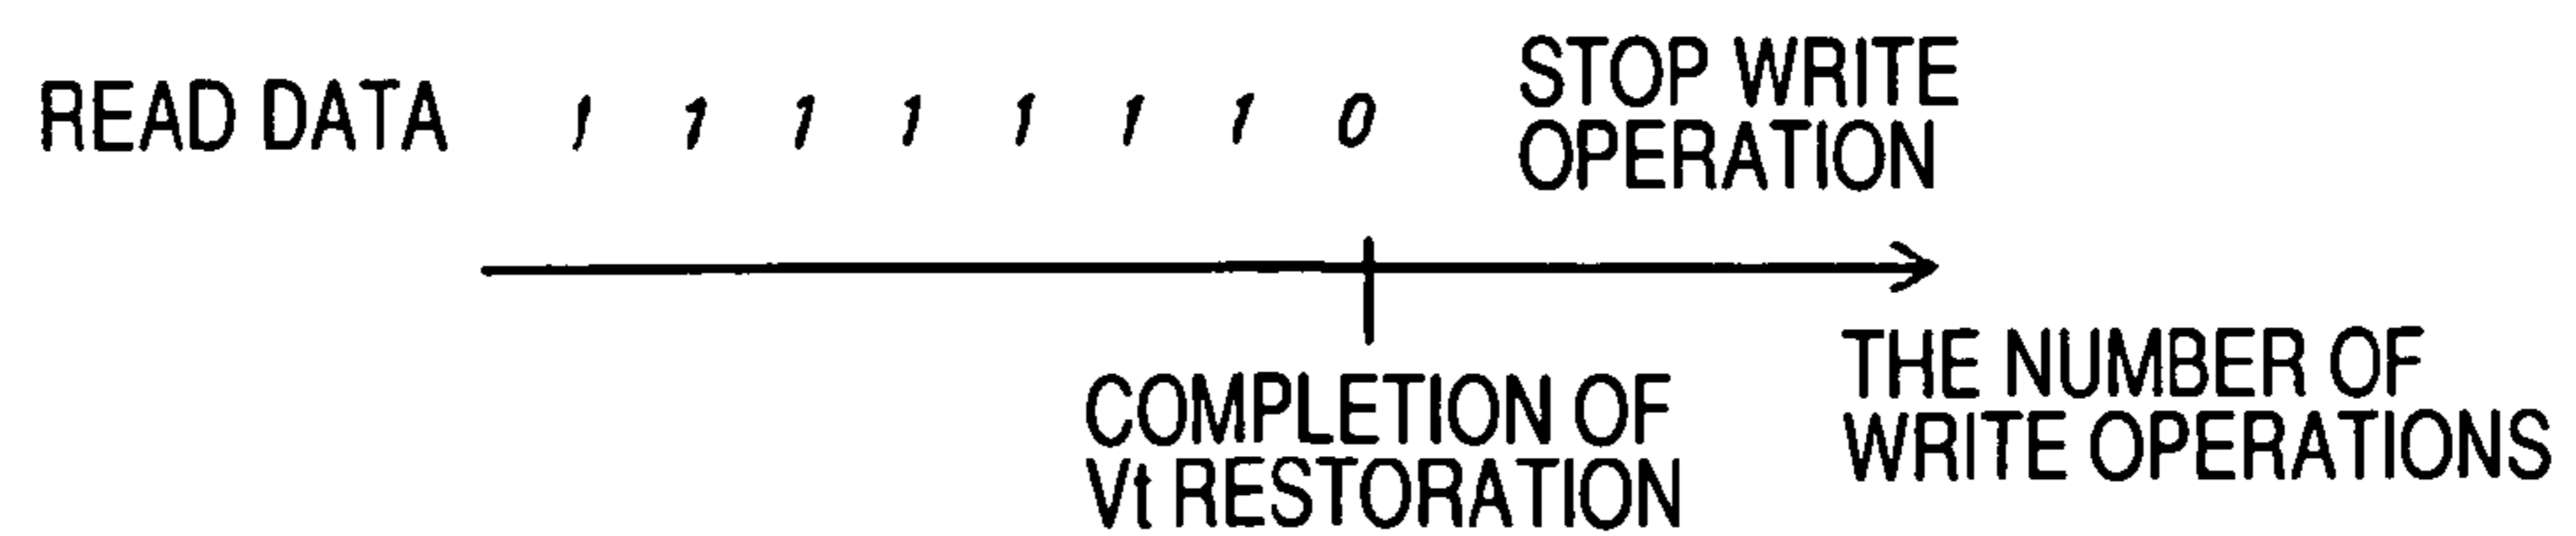 READ DATA 1 1 1 1 1 1 1 0
STOP WRITE
OPERATION
COMPLETION OF
Vt RESTORATION
THE NUMBER OF
WRITE OPERATIONS